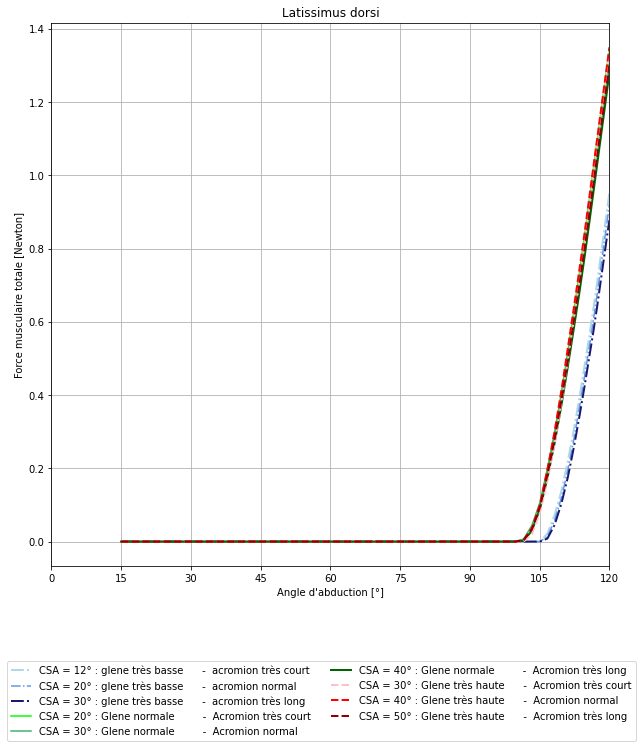 Latissimus dorsi
1.4
1.2
1.0
0.8
0.6
0.4
0.2
0.0
Force musculaire totale [Newton]
0 15 30 45 60 75 90 105 120
Angle d'abduction [°]
CSA = 12° : glene très basse - acromion très court
CSA = 20° : glene très basse - acromion normal
CSA = 30° : glene très basse - acromion très long
CSA = 20° : Glene normale - Acromion très court
CSA = 30° : Glene normale - Acromion normal
CSA = 40° : Glene normale - Acromion très long
CSA = 30° : Glene très haute - Acromion très court
CSA = 40° : Glene très haute - Acromion normal
CSA = 50° : Glene très haute - Acromion très long